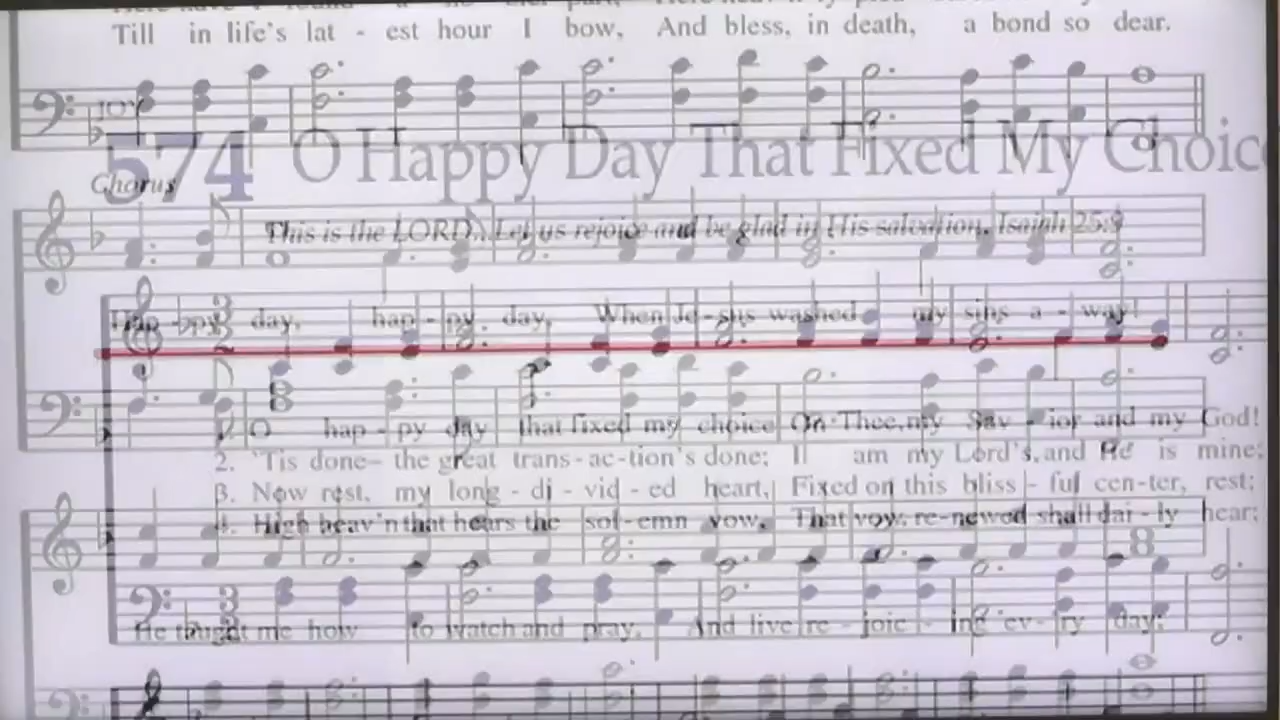 Till in life's lat - est hour I bow, And bless, in death, a bond so dear.
JOY
574 O Happy Day That Fixed My Choic
Chorus
This is the LORD... Let us rejoice and be glad in His salvation. Isaiah 25:9
Hap - py day, hap - py day, When Je - sus washed my sins a - way!
1. O hap - py day that fixed my choice On Thee, my Sav - ior and my God!
2. 'Tis done– the great trans - ac - tion's done; I am my Lord's, and He is mine;
3. Now rest, my long - di - vid - ed heart, Fixed on this bliss - ful cen - ter, rest;
4. High heav'n that hears the sol - emn vow, That vow re - newed shall dai - ly hear;
He taught me how to watch and pray, And live re - joic - ing ev - 'ry day;